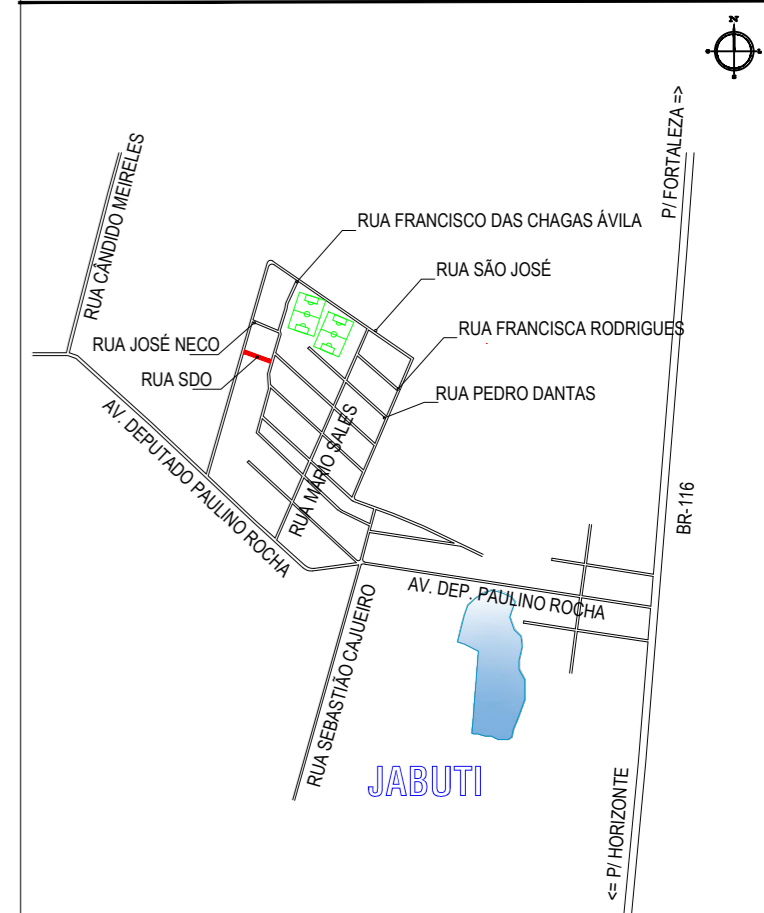 N
P/ FORTALEZA =>
RUA CÂNDIDO MEIRELES
RUA FRANCISCO DAS CHAGAS ÁVILA
RUA SÃO JOSÉ
RUA FRANCISCA RODRIGUES
RUA JOSÉ NECO
RUA SDO
RUA PEDRO DANTAS
AV. DEPUTADO PAULINO ROCHA
RUA MÁRIO SALES
BR-116
AV. DEP. PAULINO ROCHA
RUA SEBASTIÃO CAJUEIRO
JABUTI
<= P/ HORIZONTE